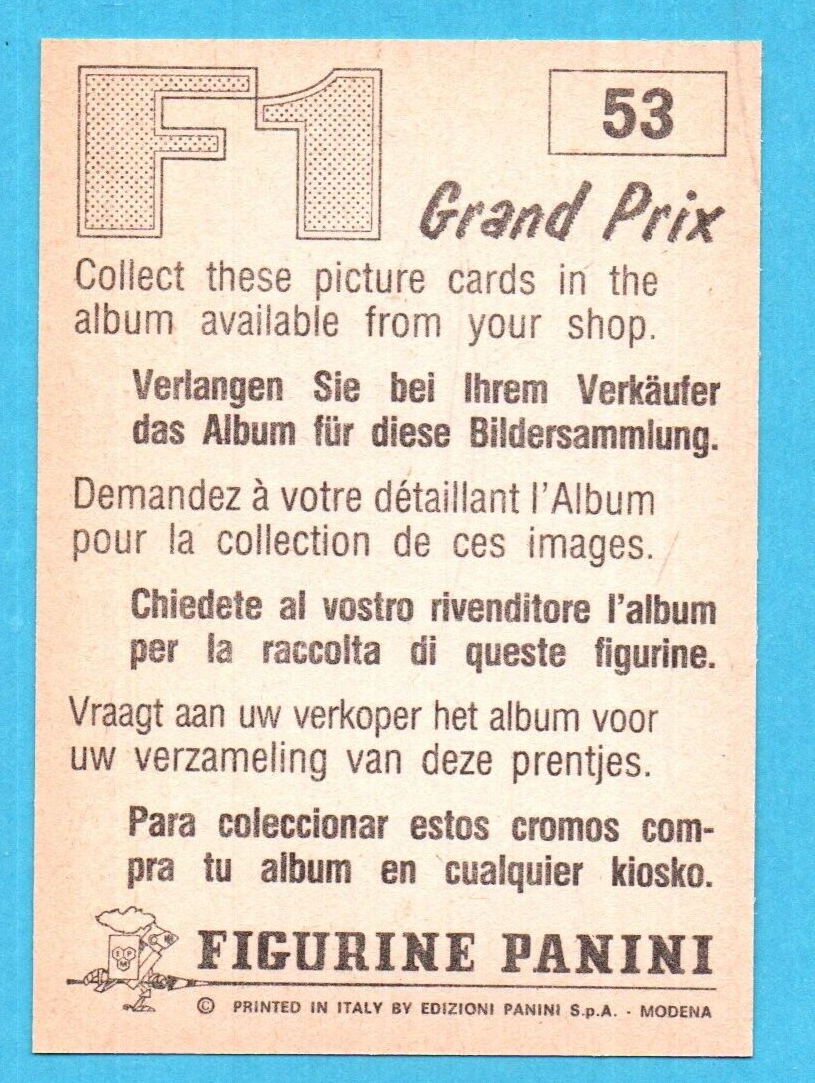 F1
53
Grand Prix
Collect these picture cards in the
album available from your shop.
Verlangen Sie bei Ihrem Verkäufer
das Album für diese Bildersammlung.
Demandez à votre détaillant l'Album
pour la collection de ces images.
Chiedete al vostro rivenditore l'album
per la raccolta di queste figurine.
Vraagt aan uw verkoper het album voor
uw verzameling van deze prentjes.
Para coleccionar estos cromos com-
pra tu album en cualquier kiosko.
FIGURINE PANINI
© PRINTED IN ITALY BY EDIZIONI PANINI S.p.A. - MODENA